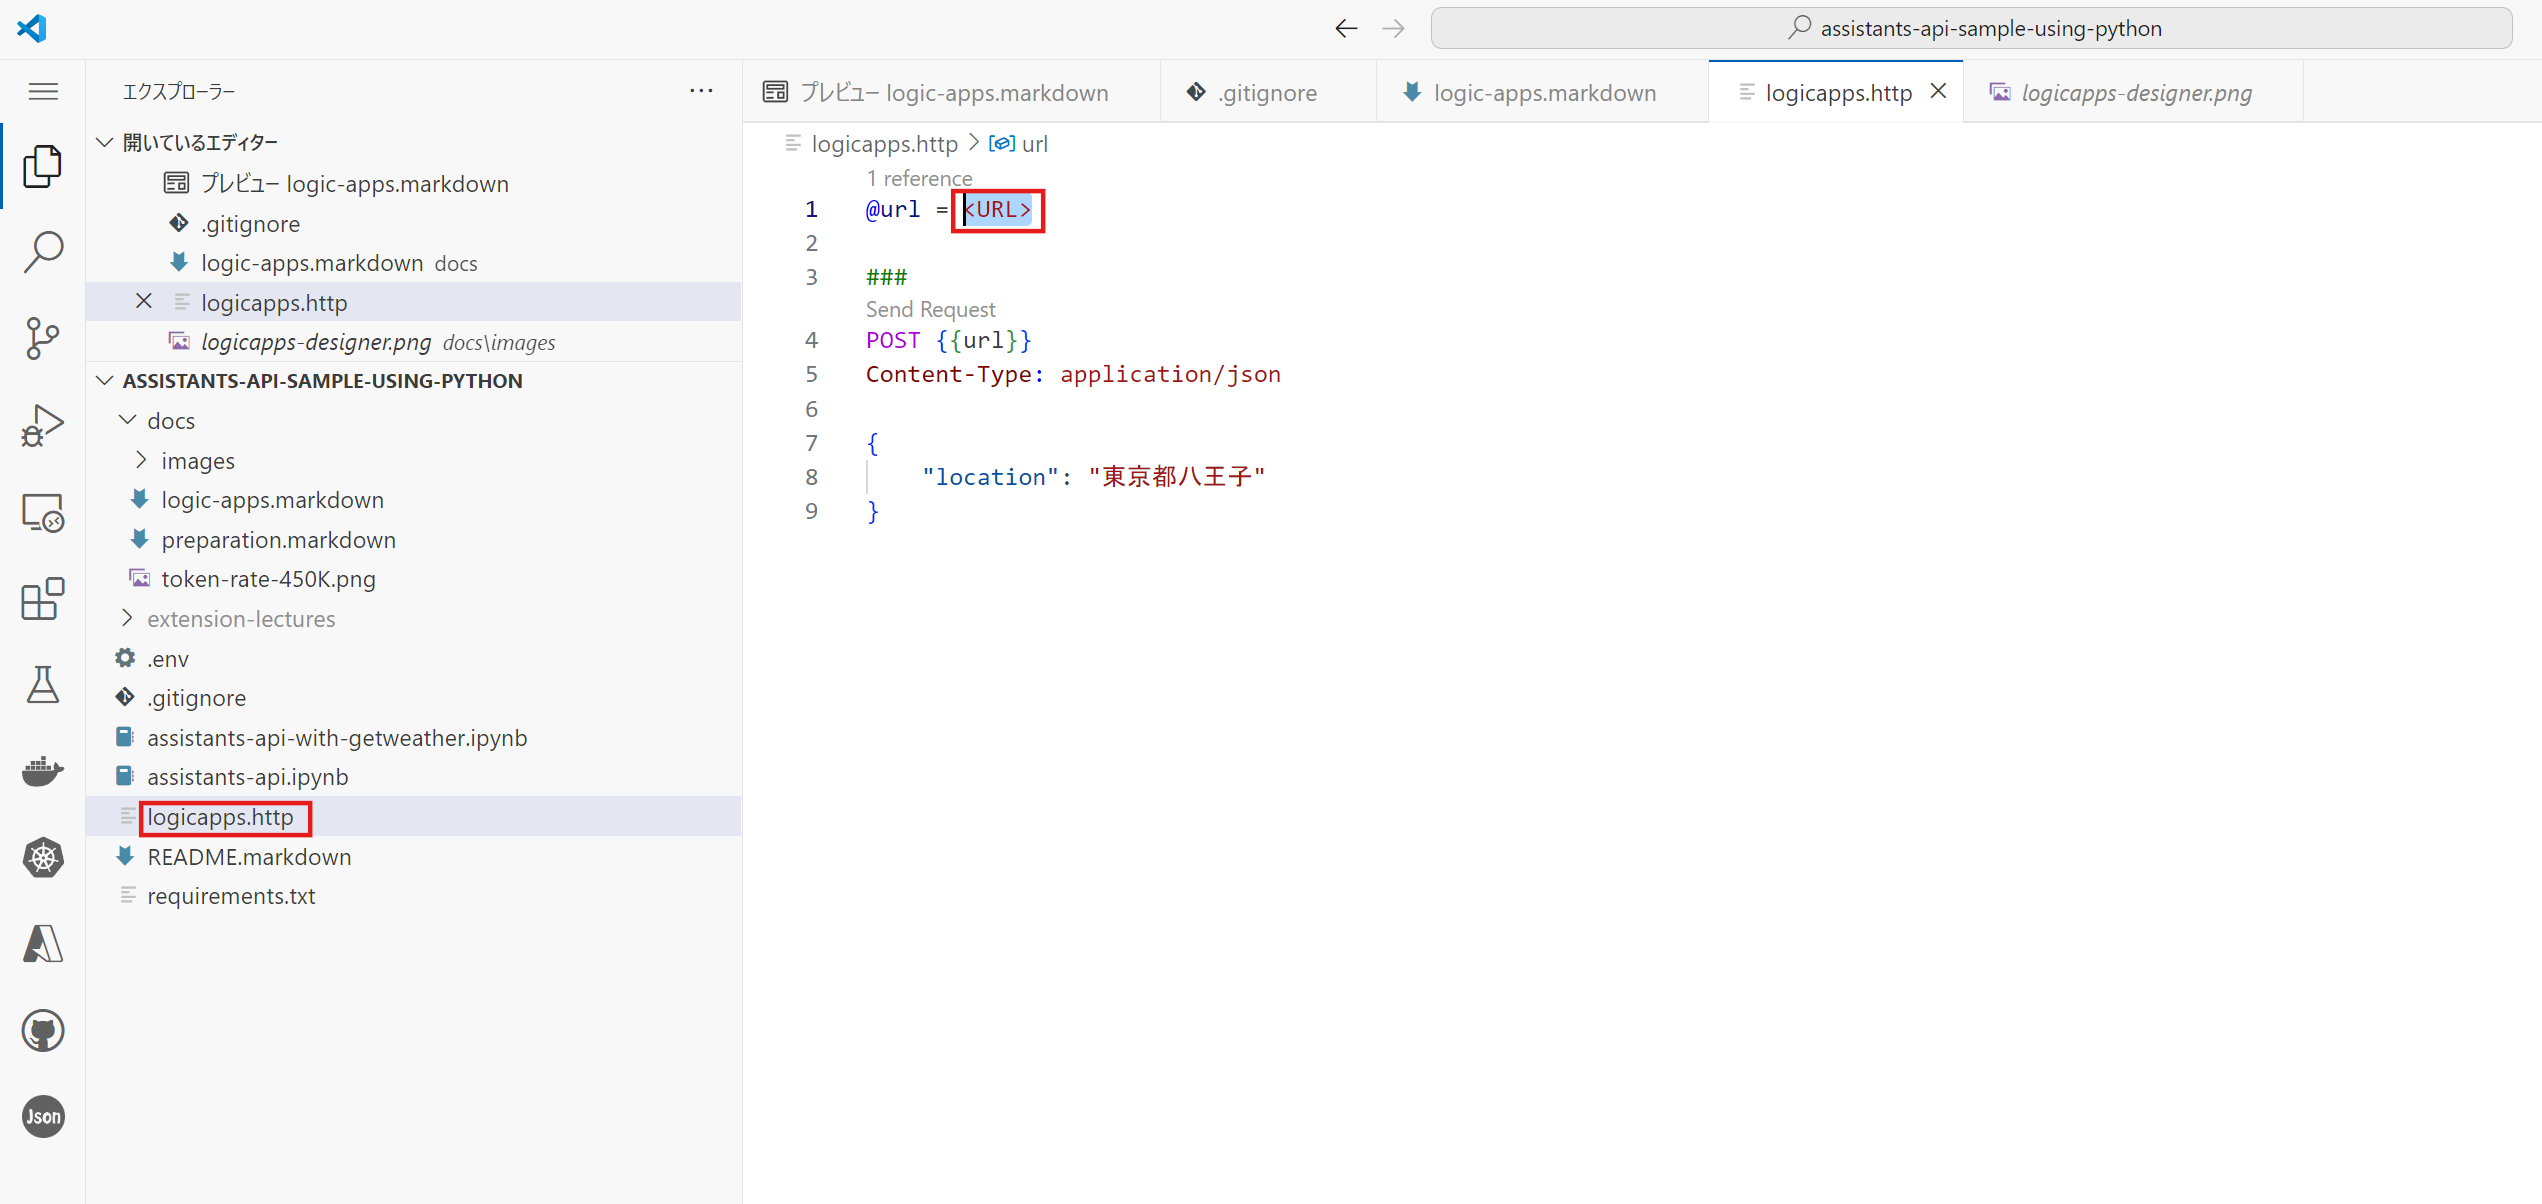 assistants-api-sample-using-python
エクスプローラー
開いているエディター
プレビュー logic-apps.markdown
.gitignore
logic-apps.markdown docs
logicapps.http
logicapps-designer.png docs\images
ASSISTANTS-API-SAMPLE-USING-PYTHON
docs
images
logic-apps.markdown
preparation.markdown
token-rate-450K.png
extension-lectures
.env
.gitignore
assistants-api-with-getweather.ipynb
assistants-api.ipynb
logicapps.http
README.markdown
requirements.txt
Json
プレビュー logic-apps.markdown
.gitignore
logic-apps.markdown
logicapps.http
logicapps-designer.png
logicapps.http > url
1 reference
1 @url = <URL>
2
3 ###
Send Request
4 POST {{url}}
5 Content-Type: application/json
6
7 {
8 "location": "東京都八王子"
9 }